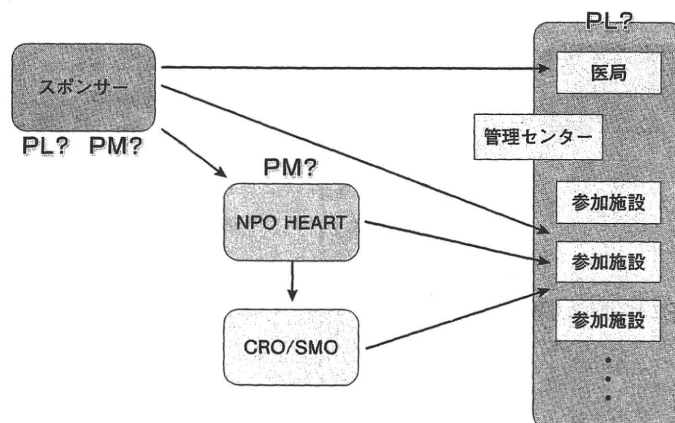 PL?
スポンサー
医局
PL? PM?
管理センター
PM?
NPO HEART
参加施設
参加施設
CRO/SMO
参加施設